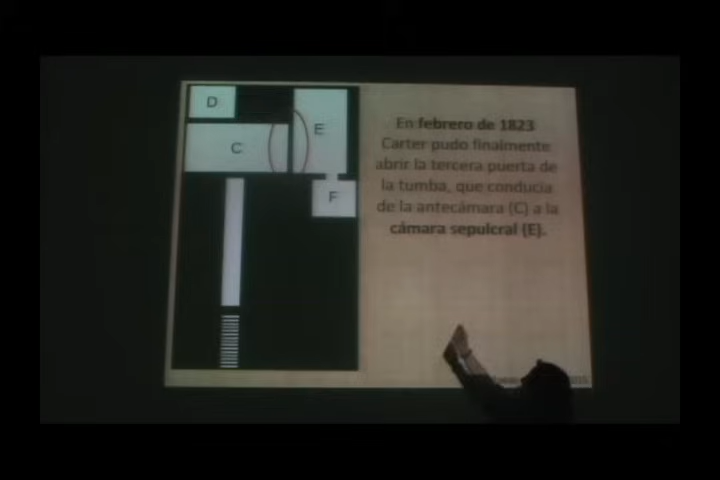 D
E
C
F
En febrero de 1823
Carter pudo finalmente
abrir la tercera puerta de
la tumba, que conducia
de la antecámara (C) a la
cámara sepulcral (E).